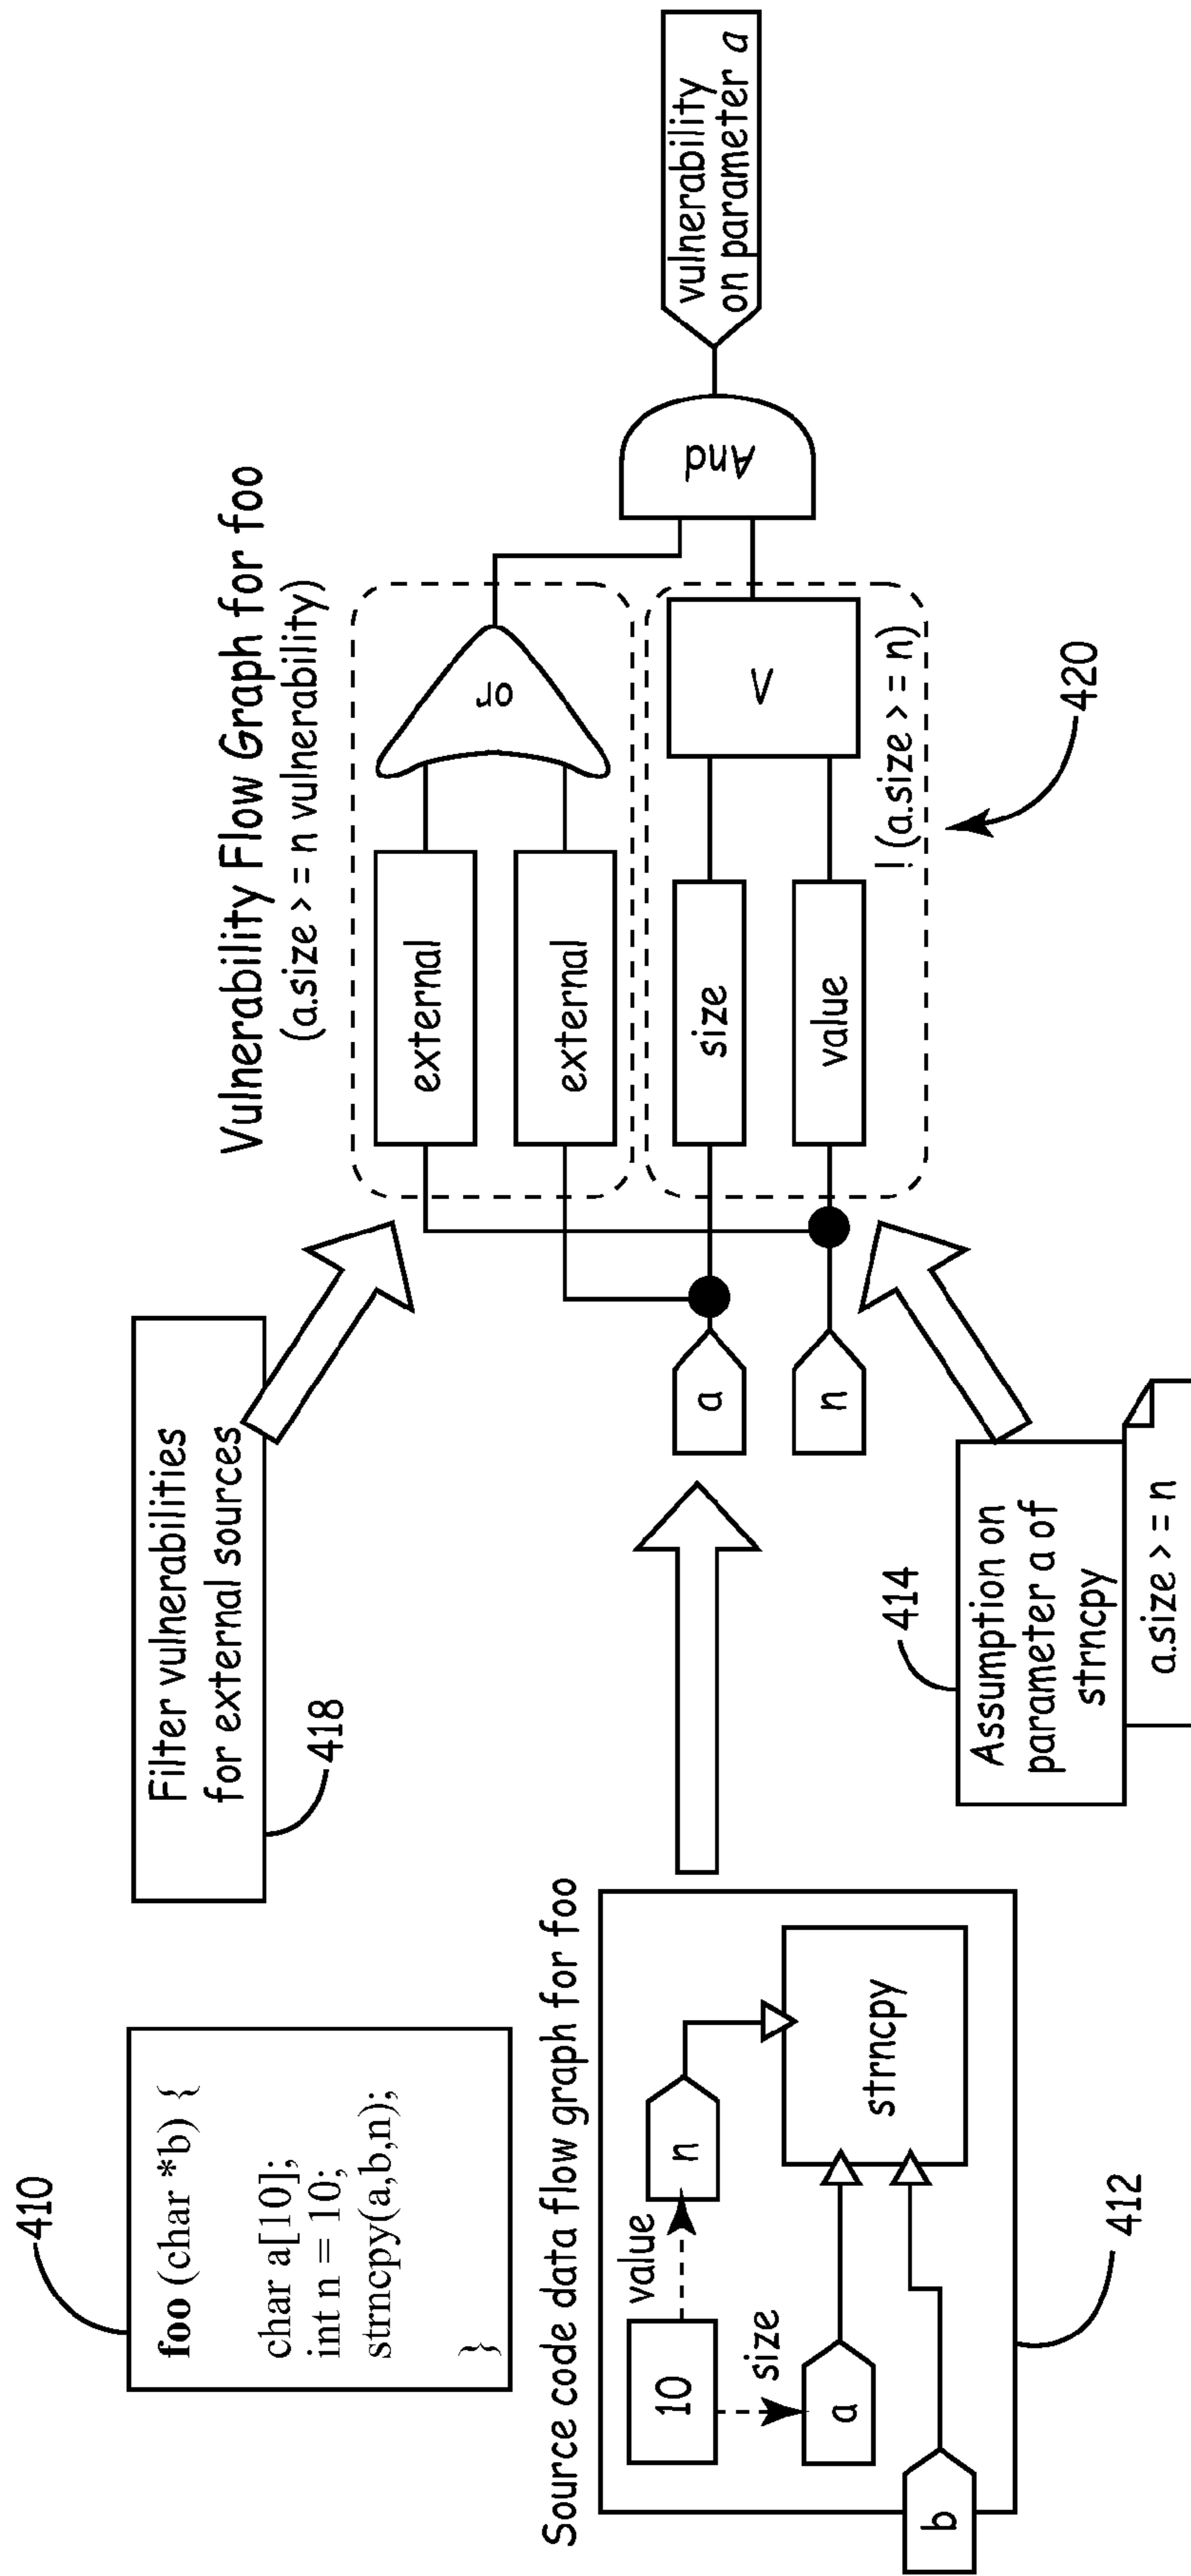 410
foo (char *b) {
char a[10];
int n = 10;
strncpy(a,b,n);
}
Filter vulnerabilities
for external sources
418
Vulnerability Flow Graph for foo
(a.size > = n vulnerability)
external
external
or
size
value
<
! (a.size > = n)
And
vulnerability
on parameter a
420
a
n
Source code data flow graph for foo
10
value
size
n
a
b
strncpy
412
414
Assumption on
parameter a of
strncpy
a.size > = n